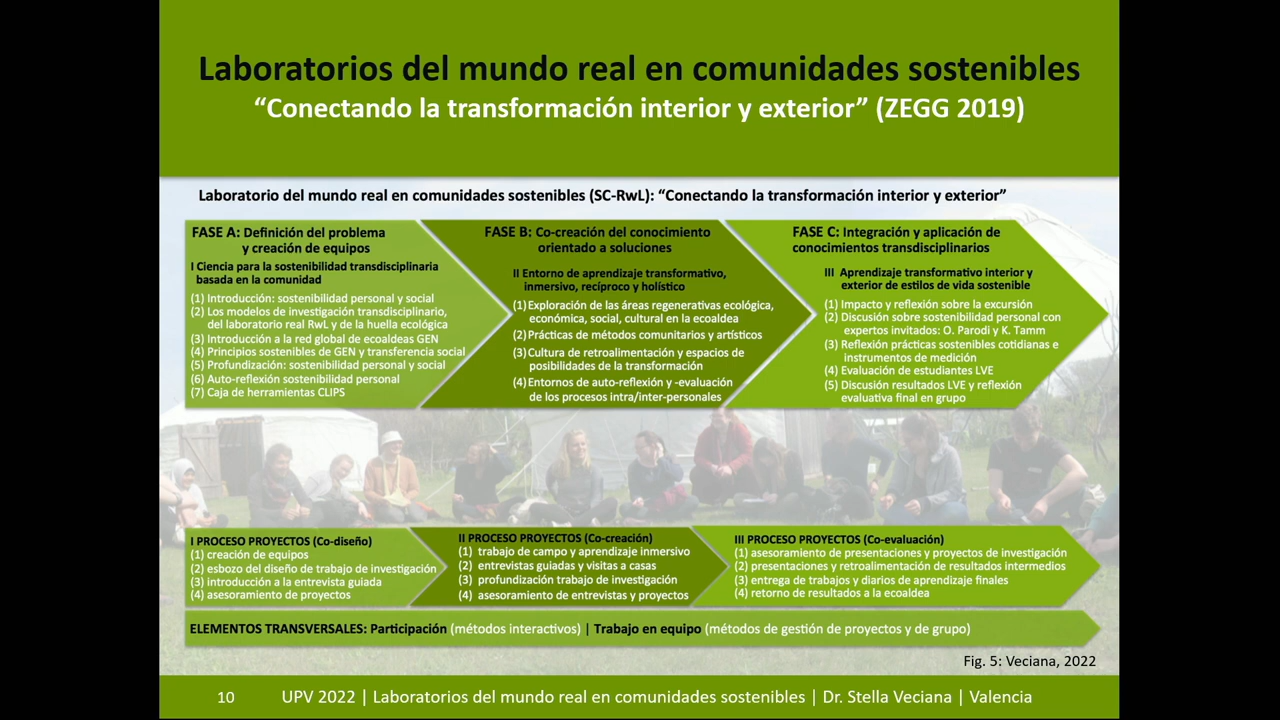 Laboratorios del mundo real en comunidades sostenibles
“Conectando la transformación interior y exterior” (ZEGG 2019)
Laboratorio del mundo real en comunidades sostenibles (SC-RwL): “Conectando la transformación interior y exterior”
FASE A: Definición del problema
y creación de equipos
I Ciencia para la sostenibilidad transdisciplinaria
basada en la comunidad
(1) Introducción: sostenibilidad personal y social
(2) Los modelos de investigación transdisciplinario,
del laboratorio real RwL y de la huella ecológica
(3) Introducción a la red global de ecoaldeas GEN
(4) Principios sostenibles de GEN y transferencia social
(5) Profundización: sostenibilidad personal y social
(6) Auto-reflexión sostenibilidad personal
(7) Caja de herramientas CLIPS
FASE B: Co-creación del conocimiento
orientado a soluciones
II Entorno de aprendizaje transformativo,
inmersivo, recíproco y holístico
(1) Exploración de las áreas regenerativas ecológica,
económica, social, cultural en la ecoaldea
(2) Prácticas de métodos comunitarios y artísticos
(3) Cultura de retroalimentación y espacios de
posibilidades de la transformación
(4) Entornos de auto-reflexión y -evaluación
de los procesos intra/inter-personales
FASE C: Integración y aplicación de
conocimientos transdisciplinarios
III Aprendizaje transformativo interior y
exterior de estilos de vida sostenible
(1) Impacto y reflexión sobre la excursión
(2) Discusión sobre sostenibilidad personal con
expertos invitados: O. Parodi y K. Tamm
(3) Reflexión prácticas sostenibles cotidianas e
instrumentos de medición
(4) Evaluación de estudiantes LVE
(5) Discusión resultados LVE y reflexión
evaluativa final en grupo
I PROCESO PROYECTOS (Co-diseño)
(1) creación de equipos
(2) esbozo del diseño de trabajo de investigación
(3) introducción a la entrevista guiada
(4) asesoramiento de proyectos
II PROCESO PROYECTOS (Co-creación)
(1) trabajo de campo y aprendizaje inmersivo
(2) entrevistas guiadas y visitas a casas
(3) profundización trabajo de investigación
(4) asesoramiento de entrevistas y proyectos
III PROCESO PROYECTOS (Co-evaluación)
(1) asesoramiento de presentaciones y proyectos de investigación
(2) presentaciones y retroalimentación de resultados intermedios
(3) entrega de trabajos y diarios de aprendizaje finales
(4) retorno de resultados a la ecoaldea
ELEMENTOS TRANSVERSALES: Participación (métodos interactivos) | Trabajo en equipo (métodos de gestión de proyectos y de grupo)
Fig. 5: Veciana, 2022
10 UPV 2022 | Laboratorios del mundo real en comunidades sostenibles | Dr. Stella Veciana | Valencia